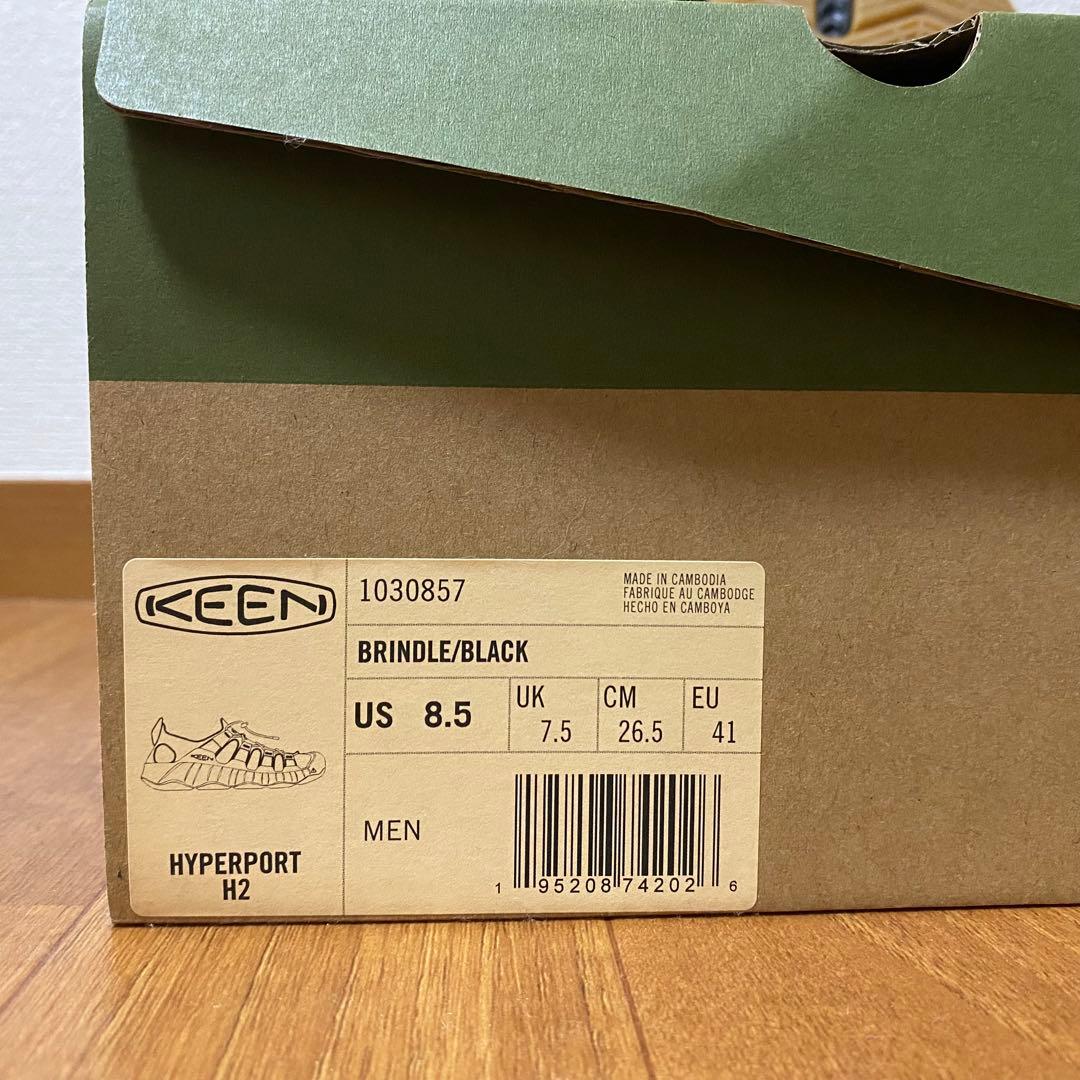 KEEN
1030857
MADE IN CAMBODIA
FABRIQUE AU CAMBODGE
HECHO EN CAMBOYA
BRINDLE/BLACK
US 8.5
UK
7.5
CM
26.5
EU
41
KEEN
HYPERPORT
H2
MEN
1 95208 74202 6